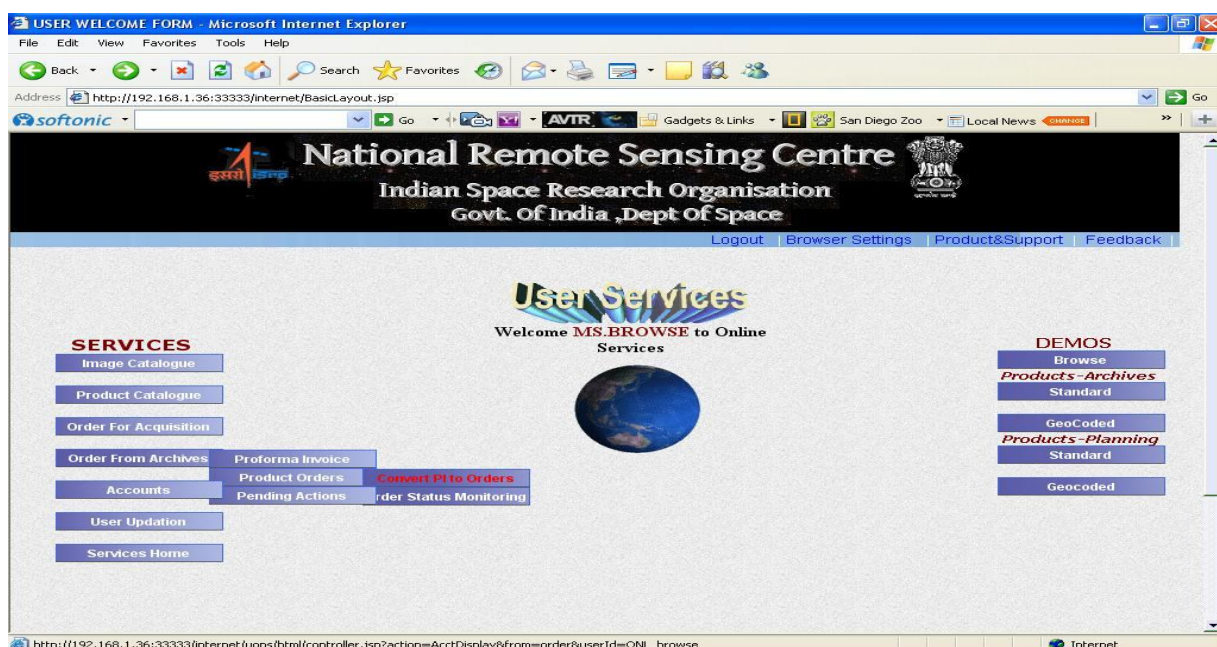 USER WELCOME FORM - Microsoft Internet Explorer
File Edit View Favorites Tools Help
Back Search Favorites
Address http://192.168.1.36:33333/internet/BasicLayout.jsp Go
softonic Go AVTR Gadgets & Links San Diego Zoo Local News CHANGE
National Remote Sensing Centre
इसरो isro
Indian Space Research Organisation
Govt. Of India ,Dept Of Space
Logout | Browser Settings | Product&Support | Feedback |
User Services
Welcome MS.BROWSE to Online
Services
SERVICES
Image Catalogue
Product Catalogue
Order For Acquisition
Order From Archives
Accounts
User Updation
Services Home
Proforma Invoice
Product Orders
Pending Actions
Convert PI to Orders
rder Status Monitoring
DEMOS
Browse
Products-Archives
Standard
GeoCoded
Products-Planning
Standard
Geocoded
http://192.168.1.36:33333/internet/uops/html/controller.jsp?action=AcctDisplay&from=order&userId=ONL_browse Internet